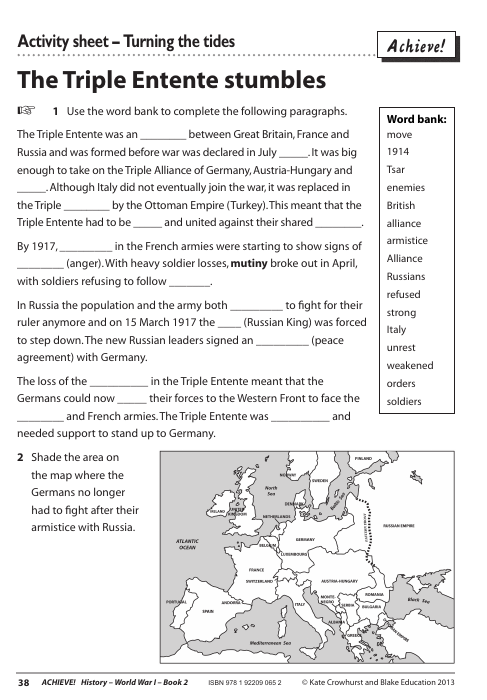 Activity sheet – Turning the tides
Achieve!
The Triple Entente stumbles
1 Use the word bank to complete the following paragraphs.
The Triple Entente was an ________ between Great Britain, France and
Russia and was formed before war was declared in July _____. It was big
enough to take on the Triple Alliance of Germany, Austria-Hungary and
_____. Although Italy did not eventually join the war, it was replaced in
the Triple ________ by the Ottoman Empire (Turkey). This meant that the
Triple Entente had to be _____ and united against their shared ________.
By 1917, _________ in the French armies were starting to show signs of
________ (anger). With heavy soldier losses, mutiny broke out in April,
with soldiers refusing to follow _______.
In Russia the population and the army both _________ to fight for their
ruler anymore and on 15 March 1917 the ____ (Russian King) was forced
to step down. The new Russian leaders signed an _________ (peace
agreement) with Germany.
The loss of the __________ in the Triple Entente meant that the
Germans could now _____ their forces to the Western Front to face the
________ and French armies. The Triple Entente was __________ and
needed support to stand up to Germany.
Word bank:
move
1914
Tsar
enemies
British
alliance
armistice
Alliance
Russians
refused
strong
Italy
unrest
weakened
orders
soldiers
2 Shade the area on
the map where the
Germans no longer
had to fight after their
armistice with Russia.
FINLAND
NORWAY
SWEDEN
North
Sea
Baltic Sea
DENMARK
IRELAND
UNITED
KINGDOM
NETHERLANDS
RUSSIAN EMPIRE
ATLANTIC
OCEAN
BELGIUM
GERMANY
LUXEMBOURG
FRANCE
SWITZERLAND
AUSTRIA-HUNGARY
PORTUGAL
ANDORRA
SPAIN
ITALY
MONTE-
NEGRO
SERBIA
ROMANIA
BULGARIA
Black Sea
ALBANIA
GREECE
Mediterranean Sea
38 ACHIEVE! History – World War I – Book 2
ISBN 978 1 92209 065 2
© Kate Crowhurst and Blake Education 2013